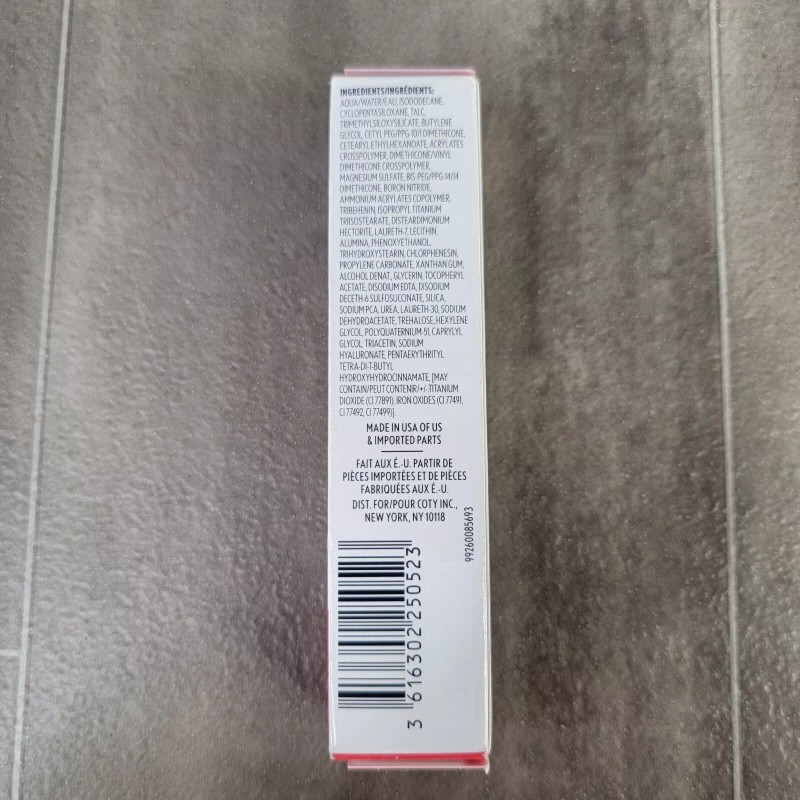 INGREDIENTS/INGRÉDIENTS:
AQUA/WATER/EAU, ISODODECANE,
CYCLOPENTASILOXANE, TALC,
TRIMETHYLSILOXYSILICATE, BUTYLENE
GLYCOL, CETYL PEG/PPG-10/1 DIMETHICONE,
CETEARYL ETHYLHEXANOATE, ACRYLATES
CROSSPOLYMER, DIMETHICONE/VINYL
DIMETHICONE CROSSPOLYMER,
MAGNESIUM SULFATE, BIS-PEG/PPG-14/14
DIMETHICONE, BORON NITRIDE,
AMMONIUM ACRYLATES COPOLYMER,
TRIBEHENIN, ISOPROPYL TITANIUM
TRIISOSTEARATE, DISTEARDIMONIUM
HECTORITE, LAURETH-7, LECITHIN,
ALUMINA, PHENOXYETHANOL,
TRIHYDROXYSTEARIN, CHLORPHENESIN,
PROPYLENE CARBONATE, XANTHAN GUM,
ALCOHOL DENAT., GLYCERIN, TOCOPHERYL
ACETATE, DISODIUM EDTA, DISODIUM
DECETH-6 SULFOSUCCINATE, SILICA,
SODIUM PCA, UREA, LAURETH-30, SODIUM
DEHYDROACETATE, TREHALOSE, HEXYLENE
GLYCOL, POLYQUATERNIUM-51, CAPRYLYL
GLYCOL, TRIACETIN, SODIUM
HYALURONATE, PENTAERYTHRITYL
TETRA-DI-T-BUTYL
HYDROXYHYDROCINNAMATE, [MAY
CONTAIN/PEUT CONTENIR/+/-:TITANIUM
DIOXIDE (CI 77891), IRON OXIDES (CI 77491,
CI 77492, CI 77499)].
MADE IN USA OF US
& IMPORTED PARTS
FAIT AUX É.-U. PARTIR DE
PIÈCES IMPORTÉES ET DE PIÈCES
FABRIQUÉES AUX É.-U.
DIST. FOR/POUR COTY INC.,
NEW YORK, NY 10118
99260085693
3 616302 250523